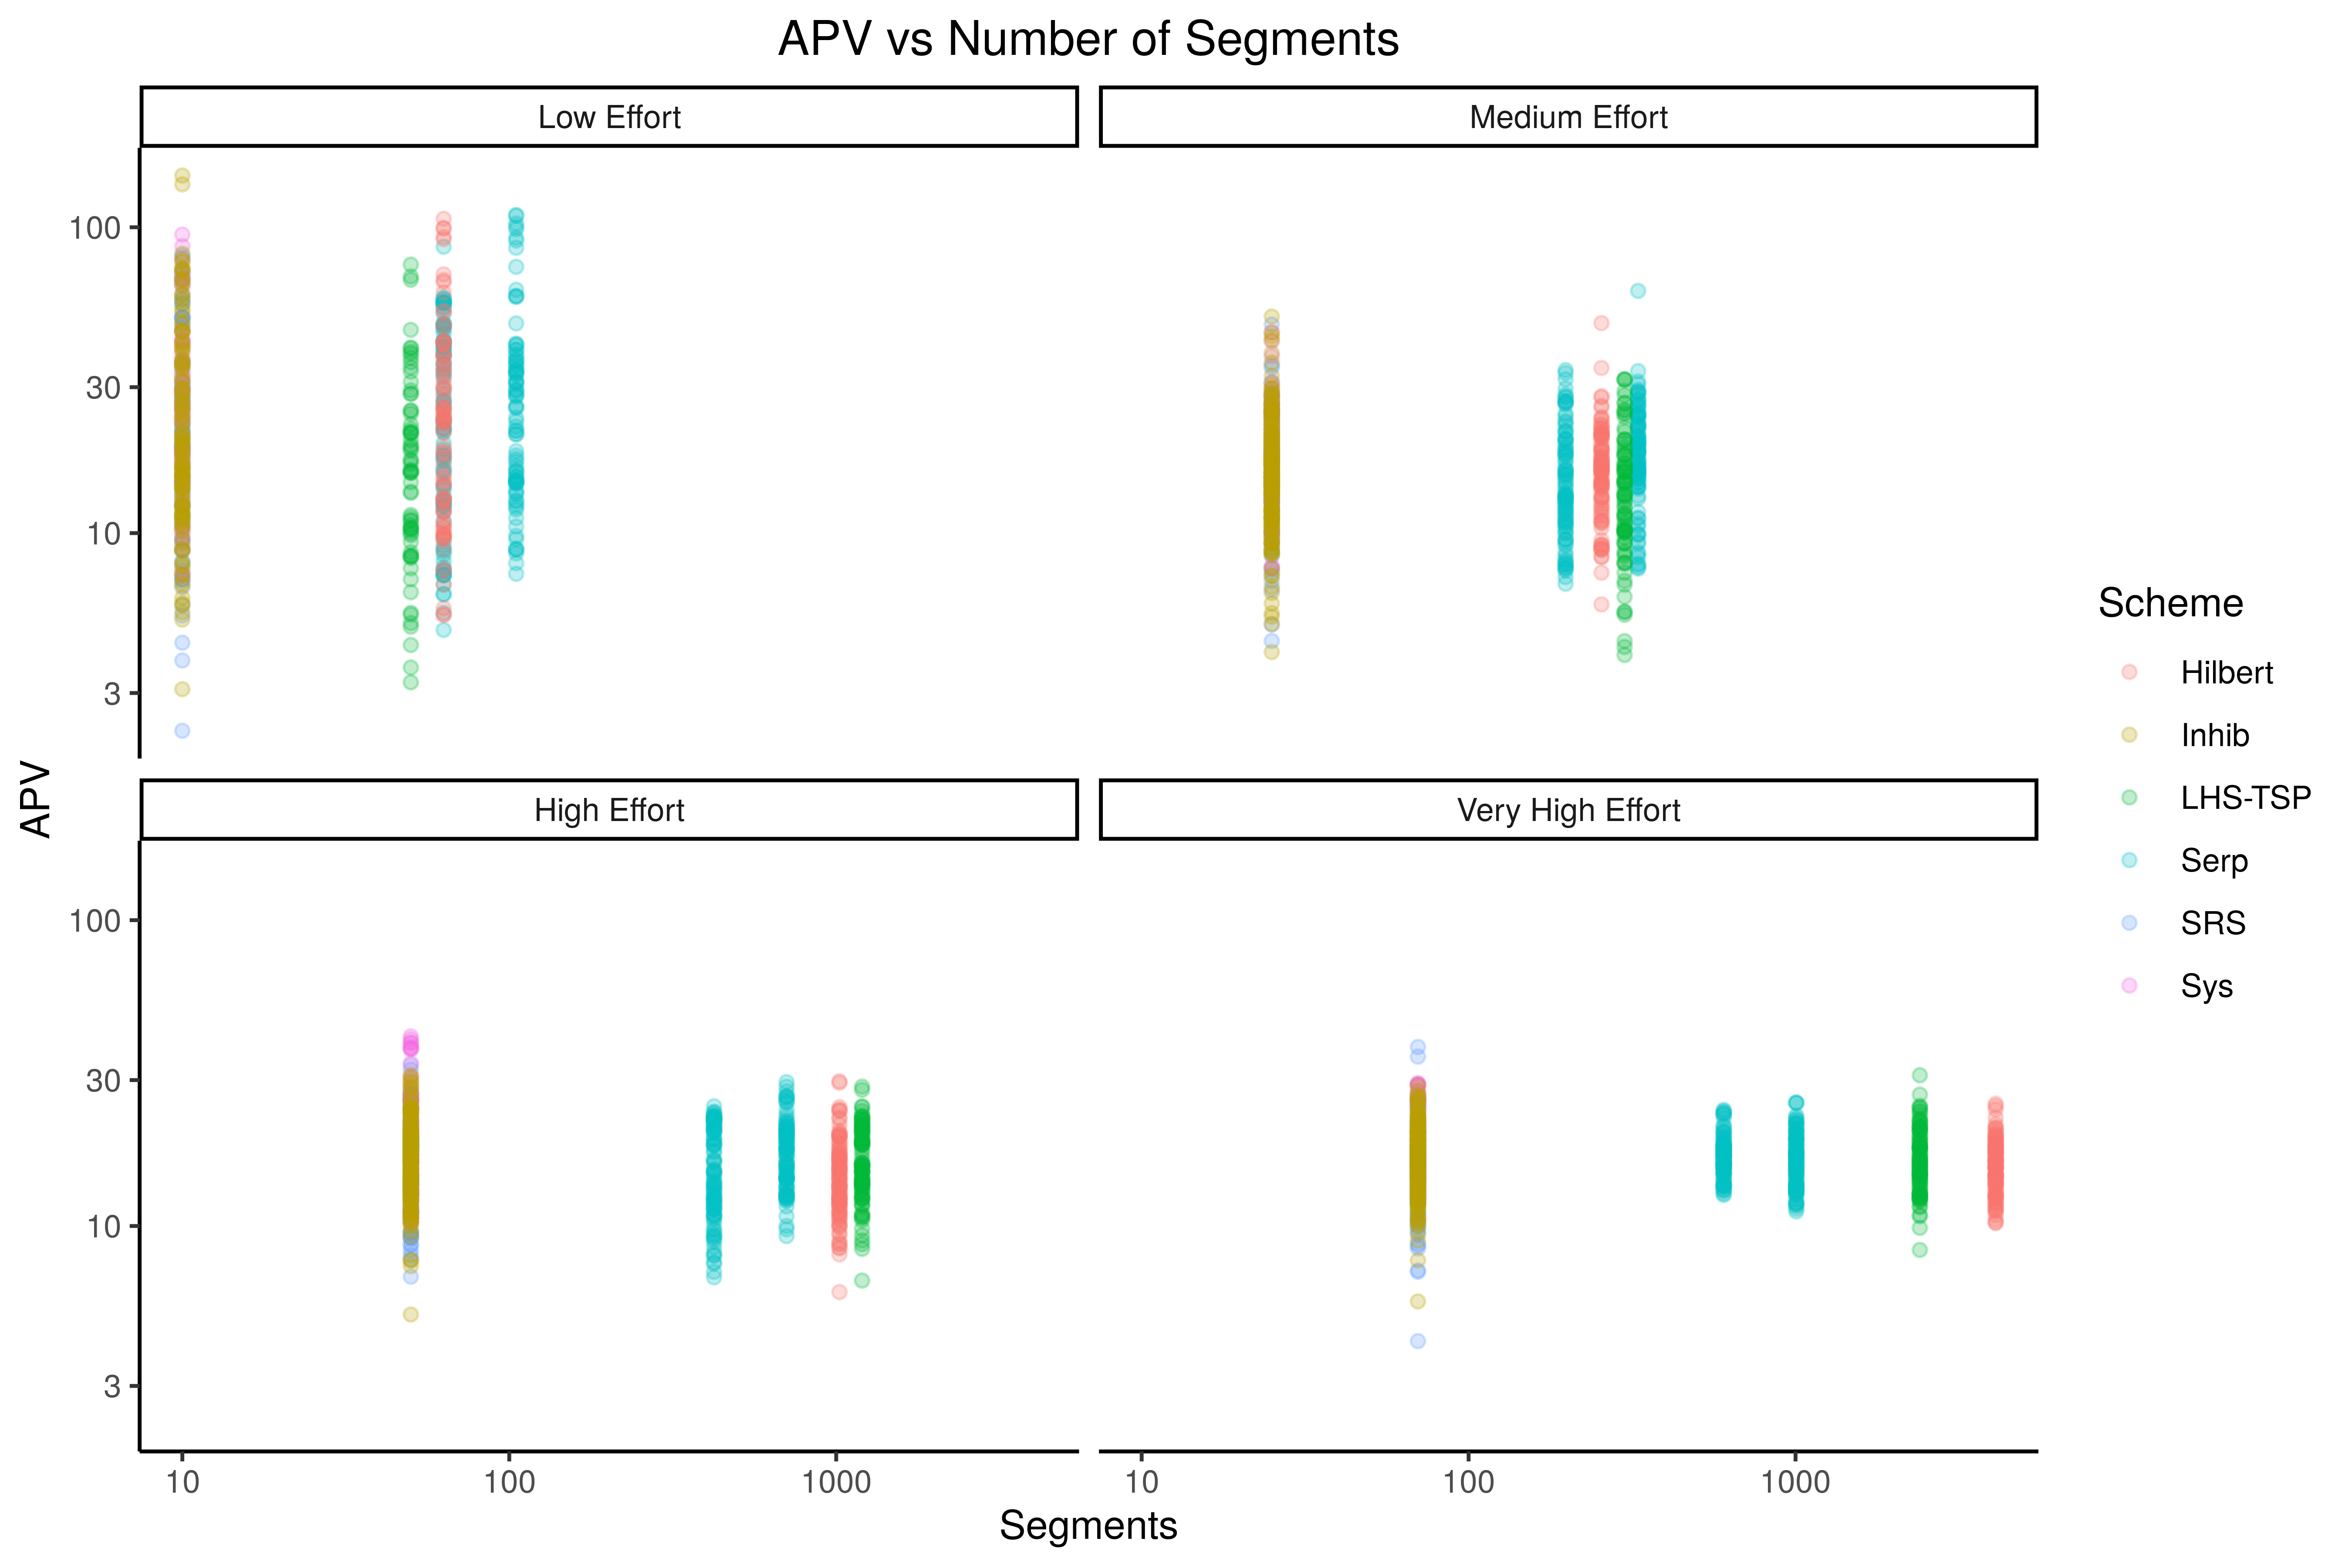 APV vs Number of Segments
Low Effort
Medium Effort
100
30
10
3
High Effort
Very High Effort
100
30
10
3
10
100
1000
10
100
1000
Segments
APV
Scheme
Hilbert
Inhib
LHS-TSP
Serp
SRS
Sys